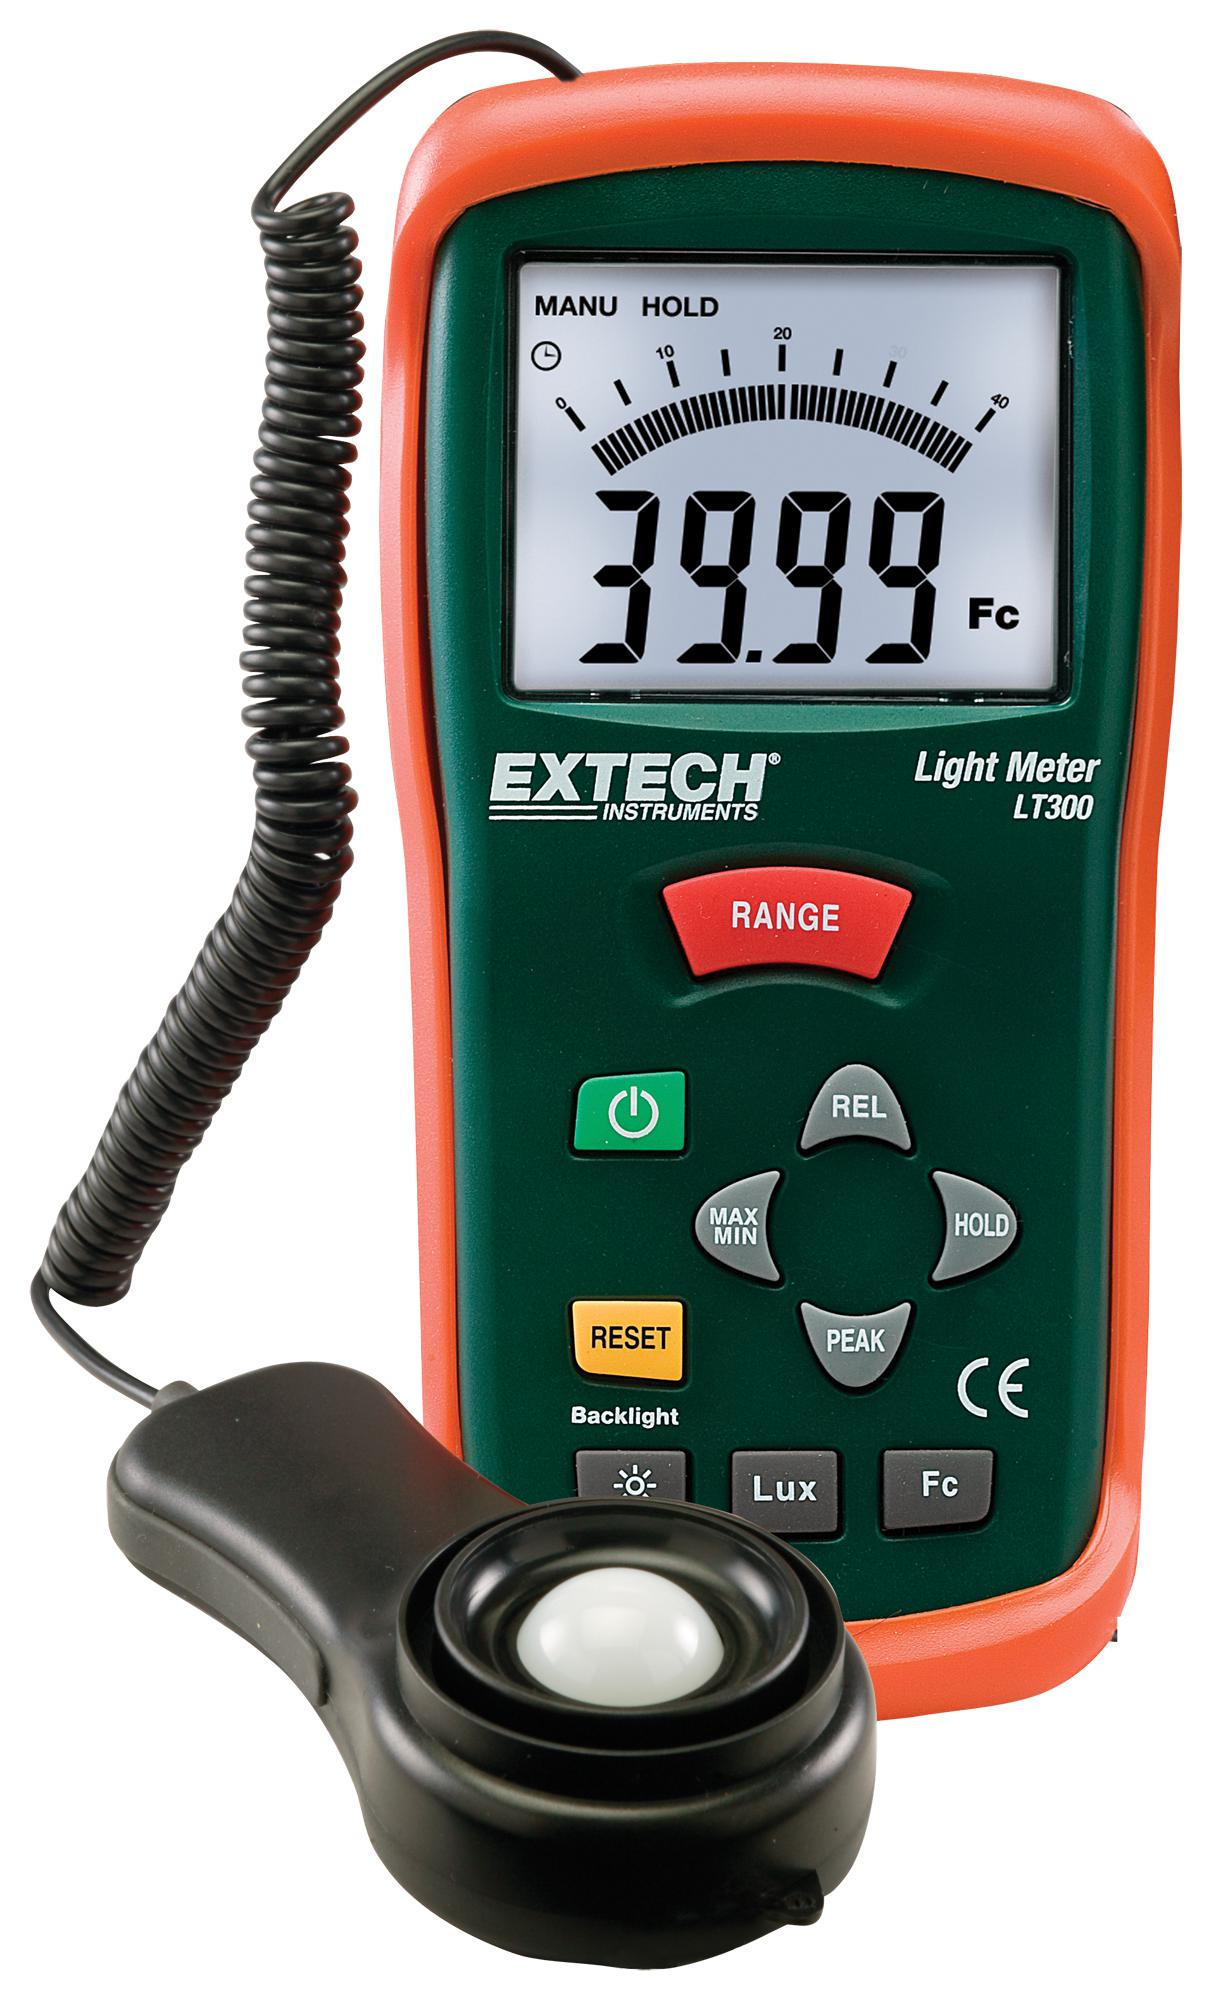 MANU HOLD
0 10 20 30 40
39.99 Fc
EXTECH®
INSTRUMENTS
Light Meter
LT300
RANGE
REL
MAX
MIN
HOLD
RESET
PEAK
CE
Backlight
Lux
Fc